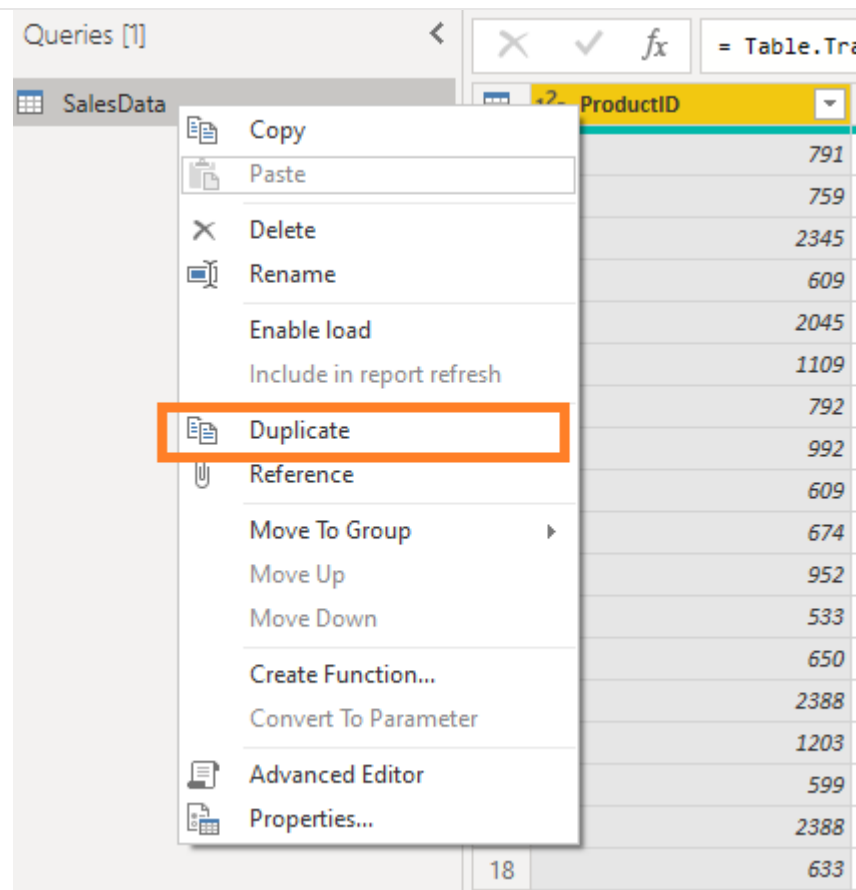 Queries [1]
fx
= Table.Tra
SalesData
ProductID
Copy
Paste
Delete
Rename
Enable load
Include in report refresh
Duplicate
Reference
Move To Group
Move Up
Move Down
Create Function...
Convert To Parameter
Advanced Editor
Properties...
791
759
2345
609
2045
1109
792
992
609
674
952
533
650
2388
1203
599
2388
18 633